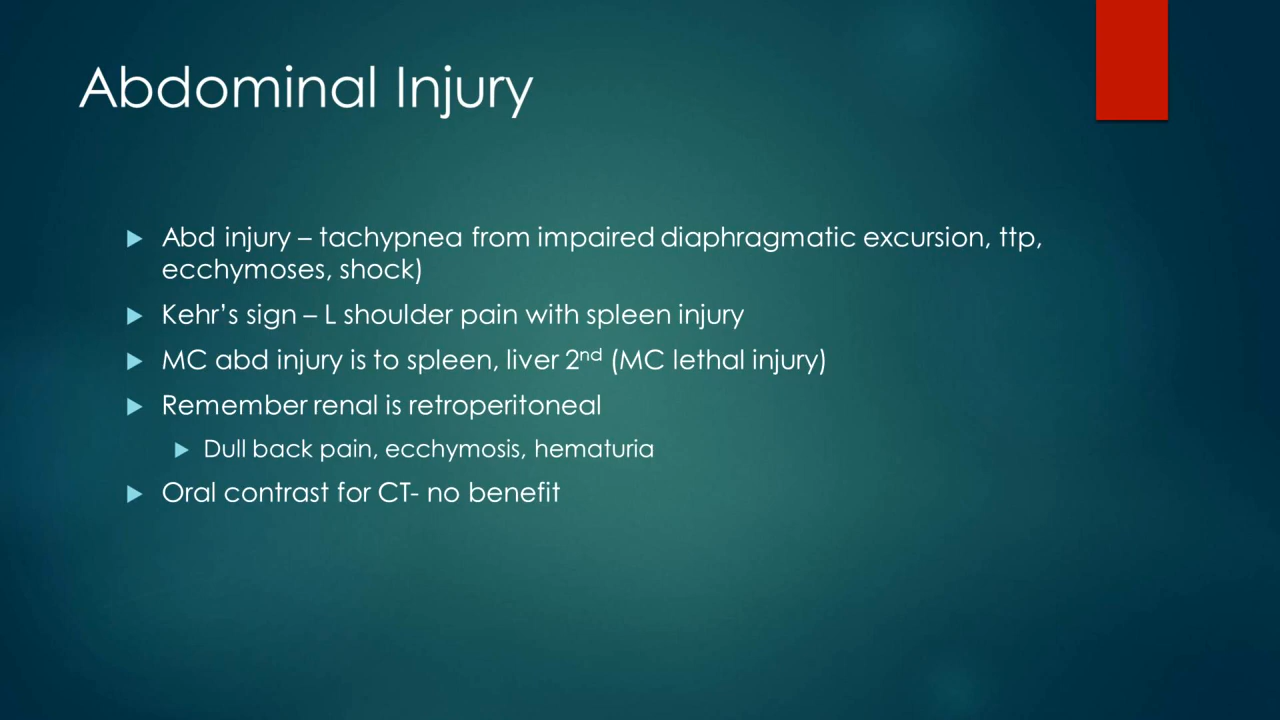 Abdominal Injury
Abd injury – tachypnea from impaired diaphragmatic excursion, ttp,
ecchymoses, shock)
Kehr’s sign – L shoulder pain with spleen injury
MC abd injury is to spleen, liver 2nd (MC lethal injury)
Remember renal is retroperitoneal
Dull back pain, ecchymosis, hematuria
Oral contrast for CT- no benefit